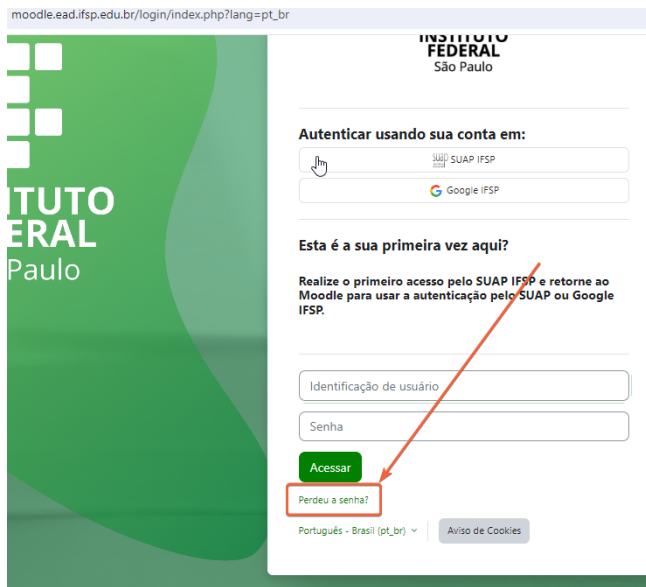 moodle.ead.ifsp.edu.br/login/index.php?lang=pt_br
INSTITUTO
FEDERAL
São Paulo
ITUTO
ERAL
Paulo
Autenticar usando sua conta em:
suap SUAP IFSP
Google IFSP
Esta é a sua primeira vez aqui?
Realize o primeiro acesso pelo SUAP IFSP e retorne ao
Moodle para usar a autenticação pelo SUAP ou Google
IFSP.
Identificação de usuário
Senha
Acessar
Perdeu a senha?
Português - Brasil (pt_br)
Aviso de Cookies